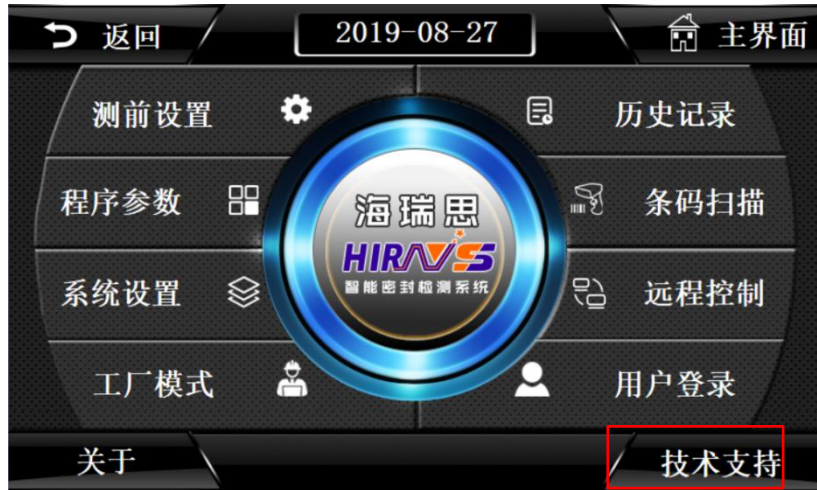 返回
2019-08-27
主界面
测前设置
历史记录
程序参数
条码扫描
海瑞思
HIRAYS
智能密封检测系统
系统设置
远程控制
工厂模式
用户登录
关于
技术支持